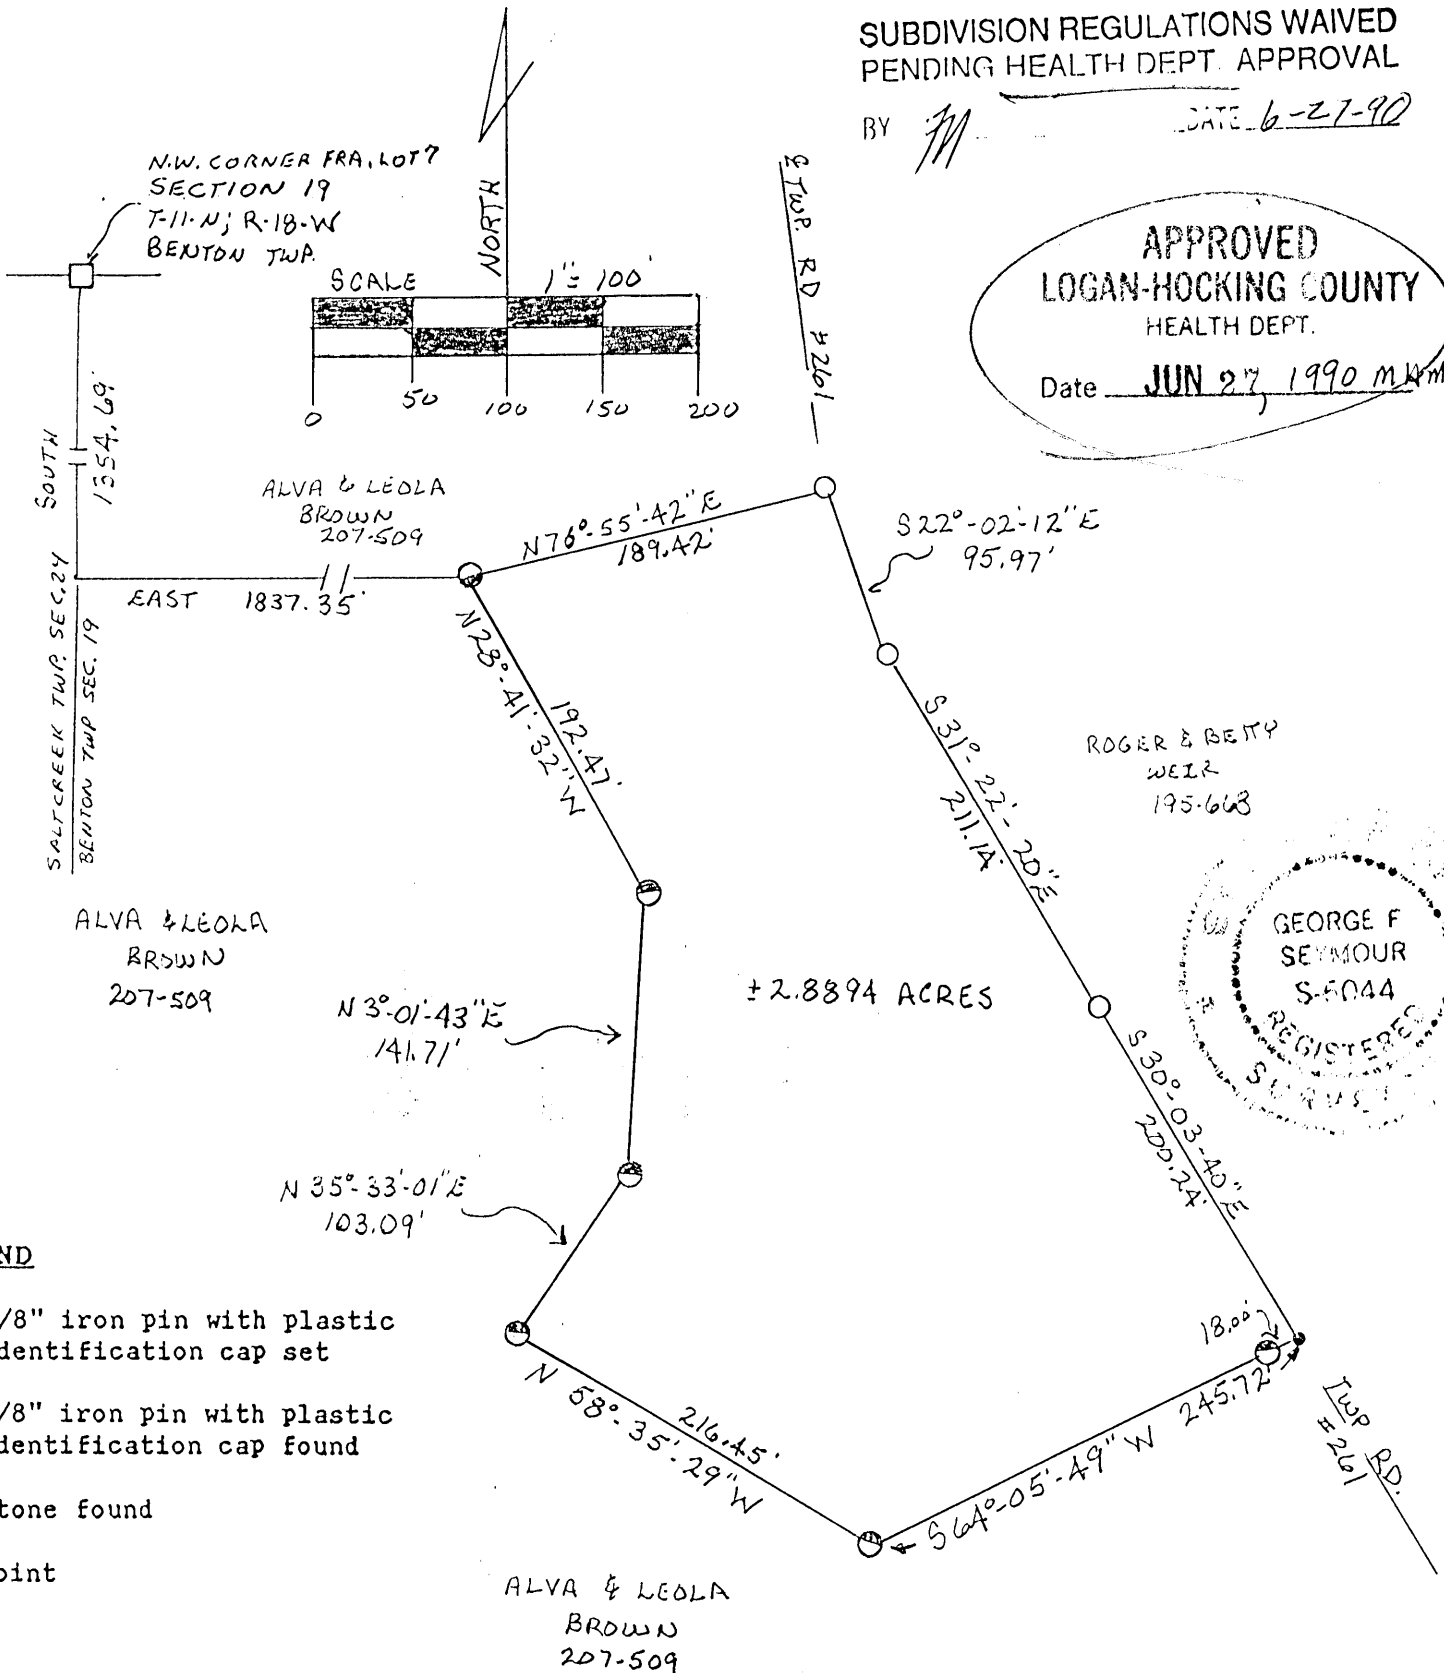 SUBDIVISION REGULATIONS WAIVED
PENDING HEALTH DEPT. APPROVAL
BY
DATE 6-27-90
N.W. CORNER FRA. LOT 7
SECTION 19
T-11-N; R-18-W
BENTON TWP.
NORTH
SCALE 1"= 100'
0 50 100 150 200
℄ TWP. RD #261
APPROVED
LOGAN-HOCKING COUNTY
HEALTH DEPT.
Date JUN 27, 1990
SOUTH
1354.69'
ALVA & LEOLA
BROWN
207-509
N76°-55'-42"E
189.42'
S22°-02'-12"E
95.97'
EAST 1837.35'
SALTCREEK TWP. SEC. 24
BENTON TWP SEC. 19
N28°-41'-32"W
192.47'
S 31°-22'-20"E
211.14'
ROGER & BETTY
WEIR
195-663
ALVA & LEOLA
BROWN
207-509
GEORGE F
SEYMOUR
S-6044
REGISTERED
± 2.8894 ACRES
N 3°-01'-43"E
141.71'
S 30°-03'-40"E
200.24'
N 35°-33'-01"E
103.09'
ND
/8" iron pin with plastic
dentification cap set
/8" iron pin with plastic
dentification cap found
tone found
oint
18.00'
N 58°-35'-29"W
216.45'
S64°-05'-49"W 245.72'
TWP RD.
#261
ALVA & LEOLA
BROWN
207-509